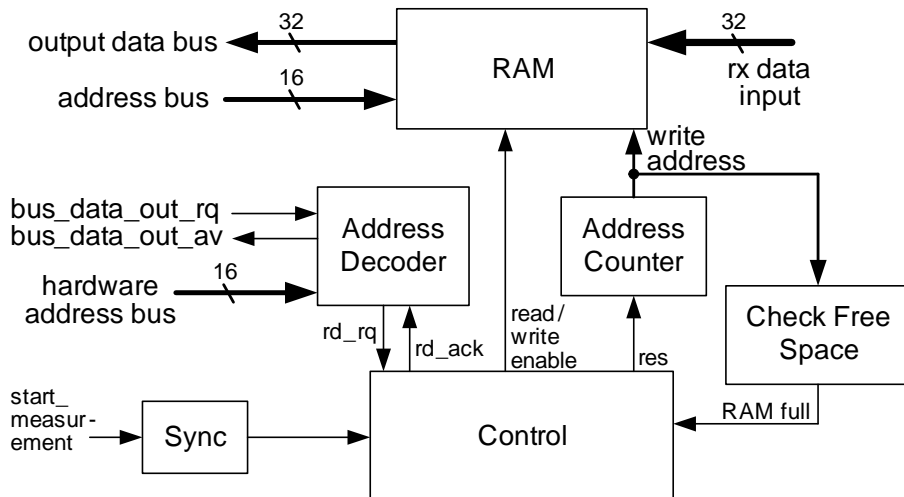 32
output data bus
16
address bus
RAM
32
rx data
input
write
address
bus_data_out_rq
bus_data_out_av
16
hardware
address bus
Address
Decoder
Address
Counter
Check Free
Space
rd_rq
rd_ack
read/
write
enable
res
RAM full
start_
measur-
ement
Sync
Control